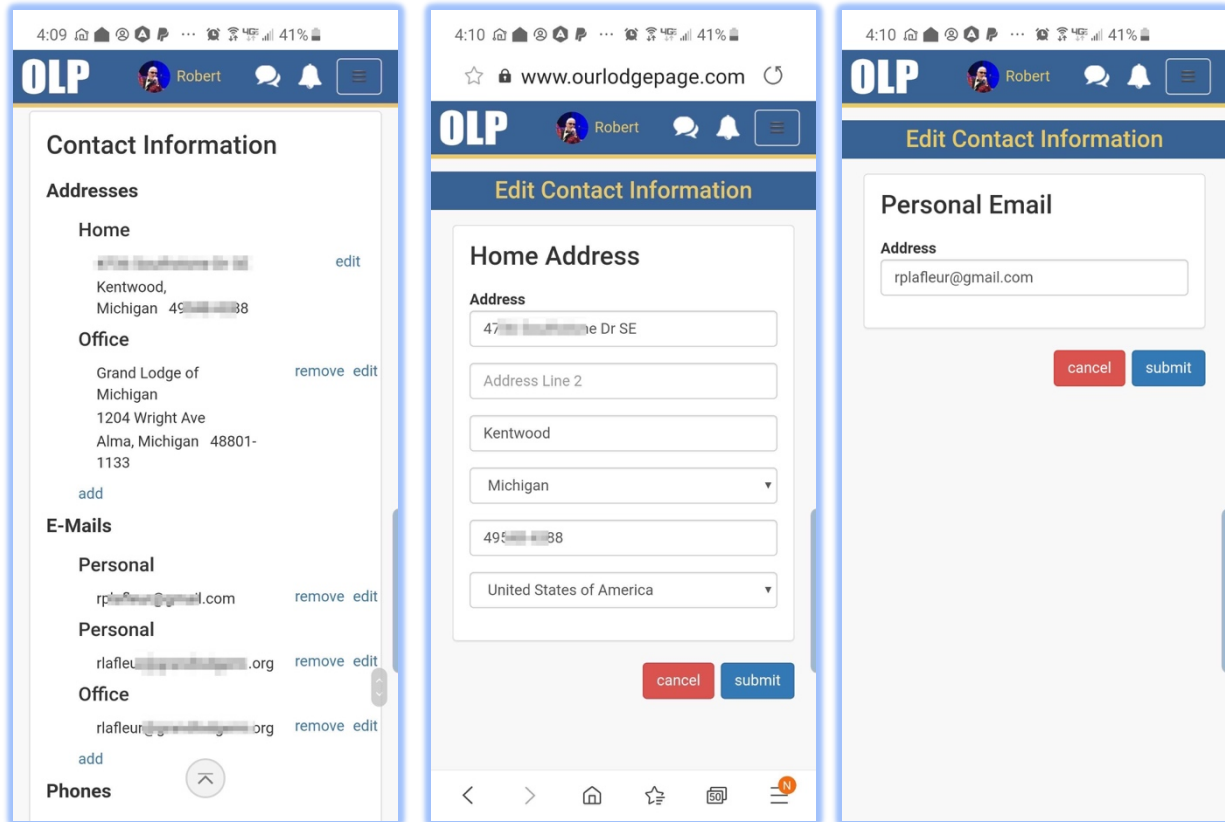 4:09
41%
OLP
Robert
Contact Information
Addresses
Home
edit
Kentwood,
Michigan 49 88
Office
Grand Lodge of remove edit
Michigan
1204 Wright Ave
Alma, Michigan 48801-
1133
add
E-Mails
Personal
rp .com remove edit
Personal
rlafleu .org remove edit
Office
rlafleur org remove edit
add
Phones
4:10
41%
www.ourlodgepage.com
OLP
Robert
Edit Contact Information
Home Address
Address
47 ne Dr SE
Address Line 2
Kentwood
Michigan
495 88
United States of America
cancel submit
50
N
4:10
41%
OLP
Robert
Edit Contact Information
Personal Email
Address
rplafleur@gmail.com
cancel submit